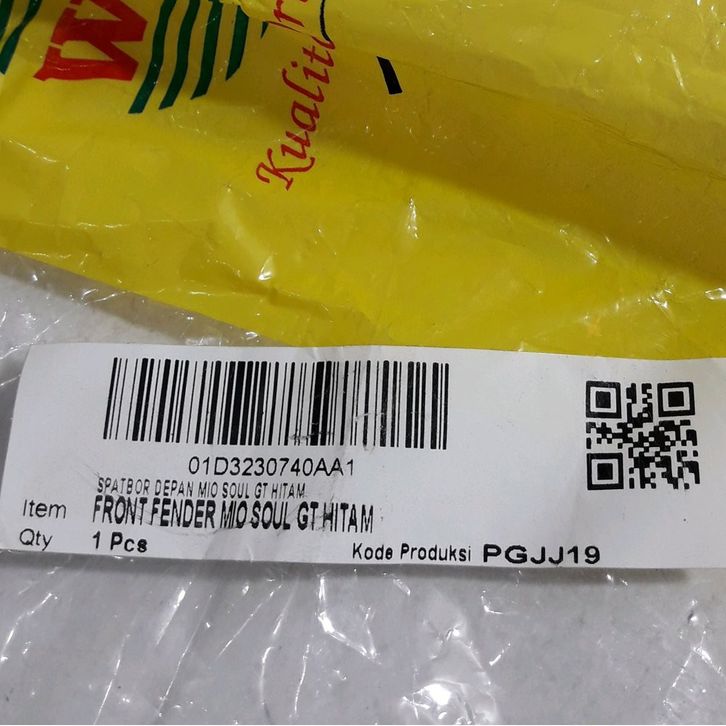 W
Kualit
01D3230740AA1
SPATBOR DEPAN MIO SOUL GT HITAM
Item FRONT FENDER MIO SOUL GT HITAM
Qty 1 Pcs Kode Produksi PGJJ19